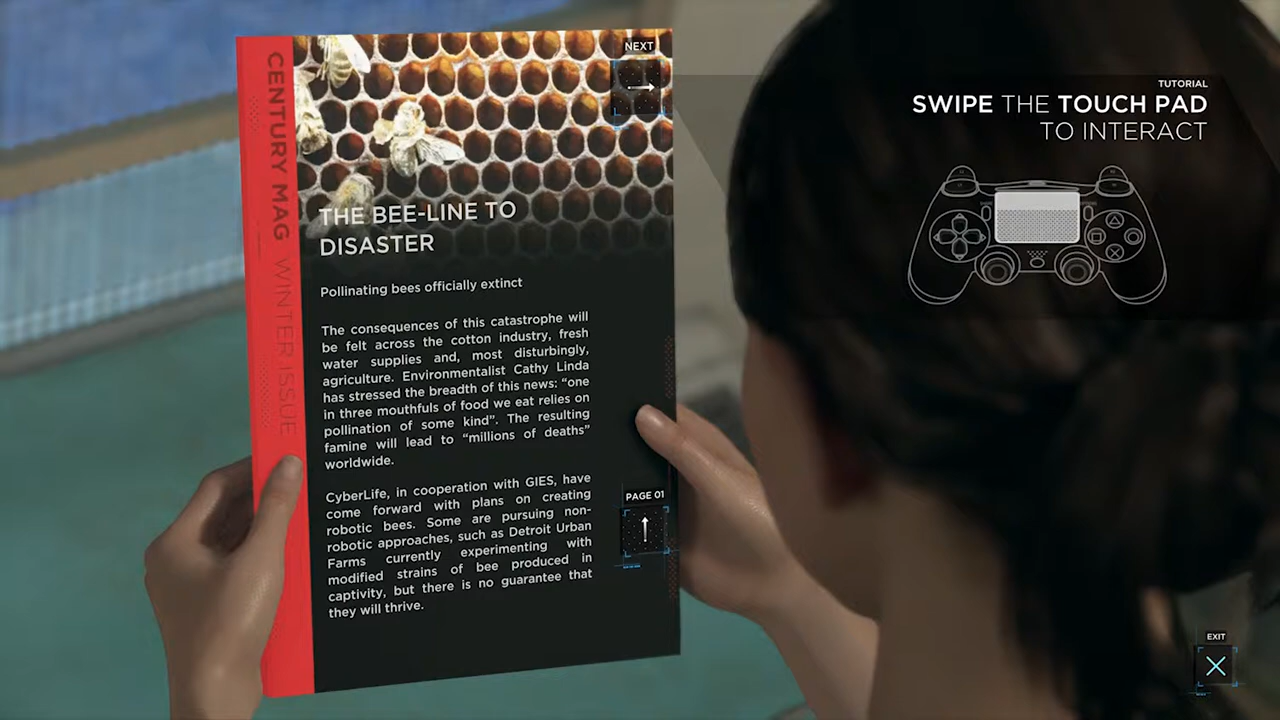 CENTURY MAG WINTER ISSUE
NEXT
THE BEE-LINE TO
DISASTER
Pollinating bees officially extinct
The consequences of this catastrophe will
be felt across the cotton industry, fresh
water supplies and, most disturbingly,
agriculture. Environmentalist Cathy Linda
has stressed the breadth of this news: “one
in three mouthfuls of food we eat relies on
pollination of some kind”. The resulting
famine will lead to “millions of deaths”
worldwide.
CyberLife, in cooperation with GIES, have
come forward with plans on creating
robotic bees. Some are pursuing non-
robotic approaches, such as Detroit Urban
Farms currently experimenting with
modified strains of bee produced in
captivity, but there is no guarantee that
they will thrive.
PAGE 01
TUTORIAL
SWIPE THE TOUCH PAD
TO INTERACT
EXIT